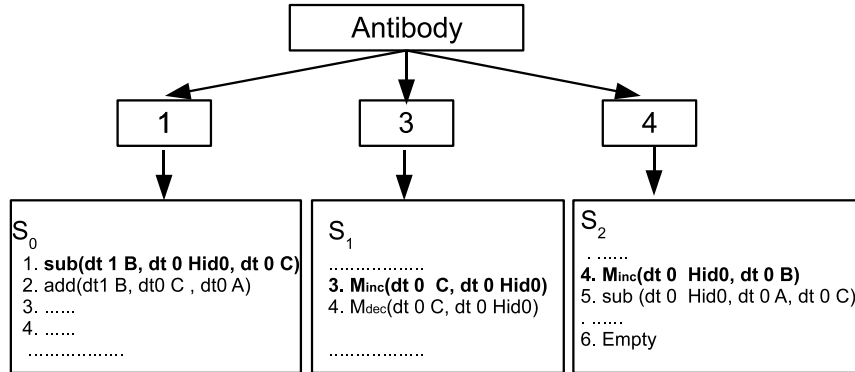 Antibody
1
3
4
S0
1. sub(dt 1 B, dt 0 Hid0, dt 0 C)
2. add(dt1 B, dt0 C , dt0 A)
3. ......
4. ......
..................
S1
..................
3. Minc(dt 0  C, dt 0 Hid0)
4. Mdec(dt 0 C, dt 0 Hid0)
..................
S2
. ......
4. Minc(dt 0  Hid0, dt 0 B)
5. sub (dt 0  Hid0, dt 0 A, dt 0 C)
. ......
6. Empty